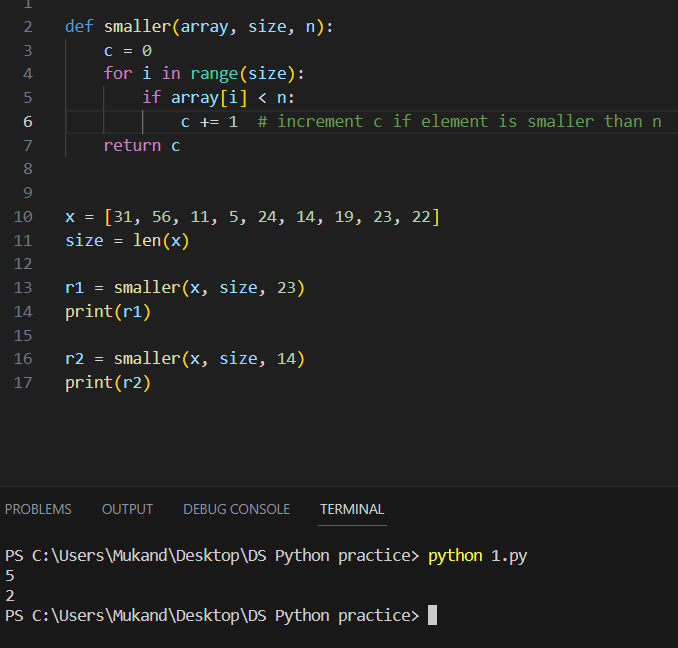 1
2 def smaller(array, size, n):
3     c = 0
4     for i in range(size):
5         if array[i] < n:
6             c += 1  # increment c if element is smaller than n
7     return c
8
9
10 x = [31, 56, 11, 5, 24, 14, 19, 23, 22]
11 size = len(x)
12
13 r1 = smaller(x, size, 23)
14 print(r1)
15
16 r2 = smaller(x, size, 14)
17 print(r2)
PROBLEMS OUTPUT DEBUG CONSOLE TERMINAL
PS C:\Users\Mukand\Desktop\DS Python practice> python 1.py
5
2
PS C:\Users\Mukand\Desktop\DS Python practice>